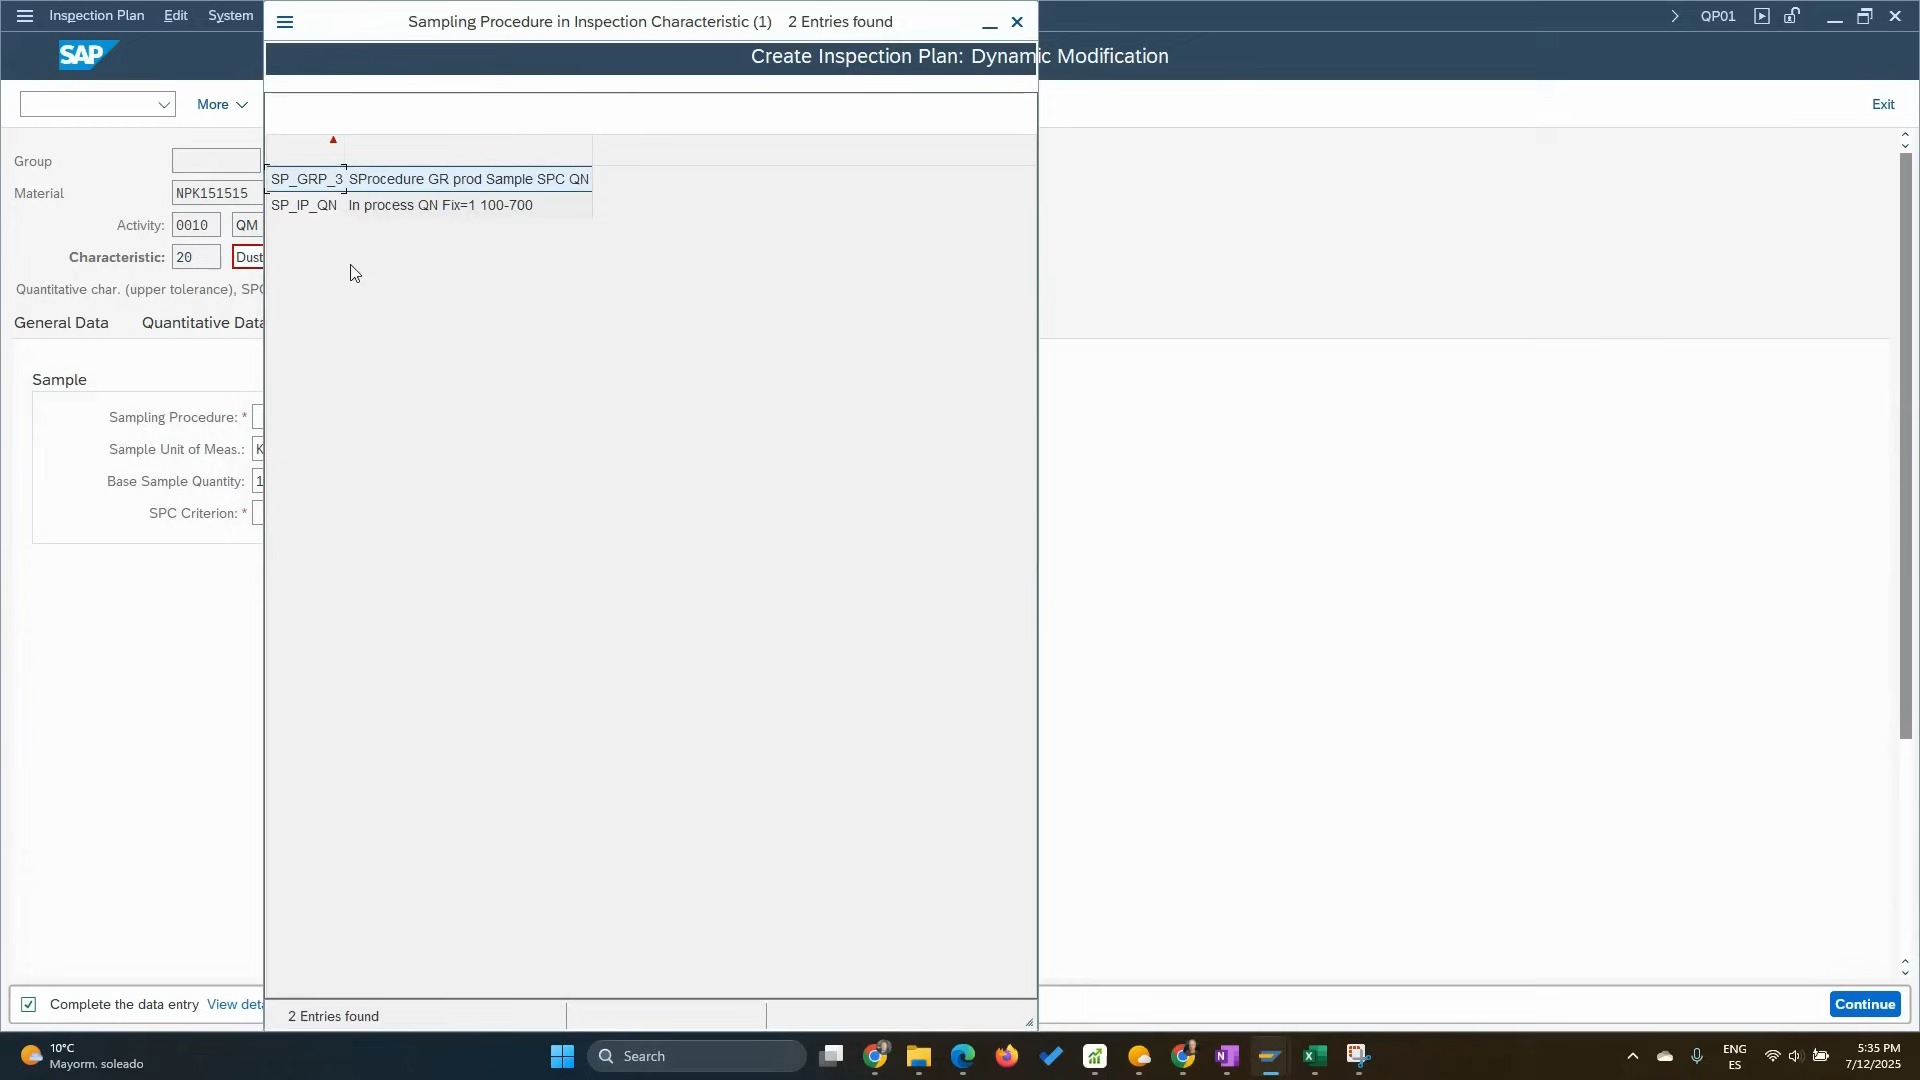 Inspection Plan Edit System
Sampling Procedure in Inspection Characteristic (1) 2 Entries found
QP01
SAP
Create Inspection Plan: Dynamic Modification
More
Exit
Group
Material NPK151515
Activity: 0010 QM
Characteristic: 20 Dust
Quantitative char. (upper tolerance), SPC
General Data Quantitative Data
SP_GRP_3 SProcedure GR prod Sample SPC QN
SP_IP_QN In process QN Fix=1 100-700
Sample
Sampling Procedure: *
Sample Unit of Meas.: K
Base Sample Quantity: 1
SPC Criterion: *
Complete the data entry View deta
Continue
2 Entries found
10°C
Mayorm. soleado
Search
ENG
ES
5:35 PM
7/12/2025